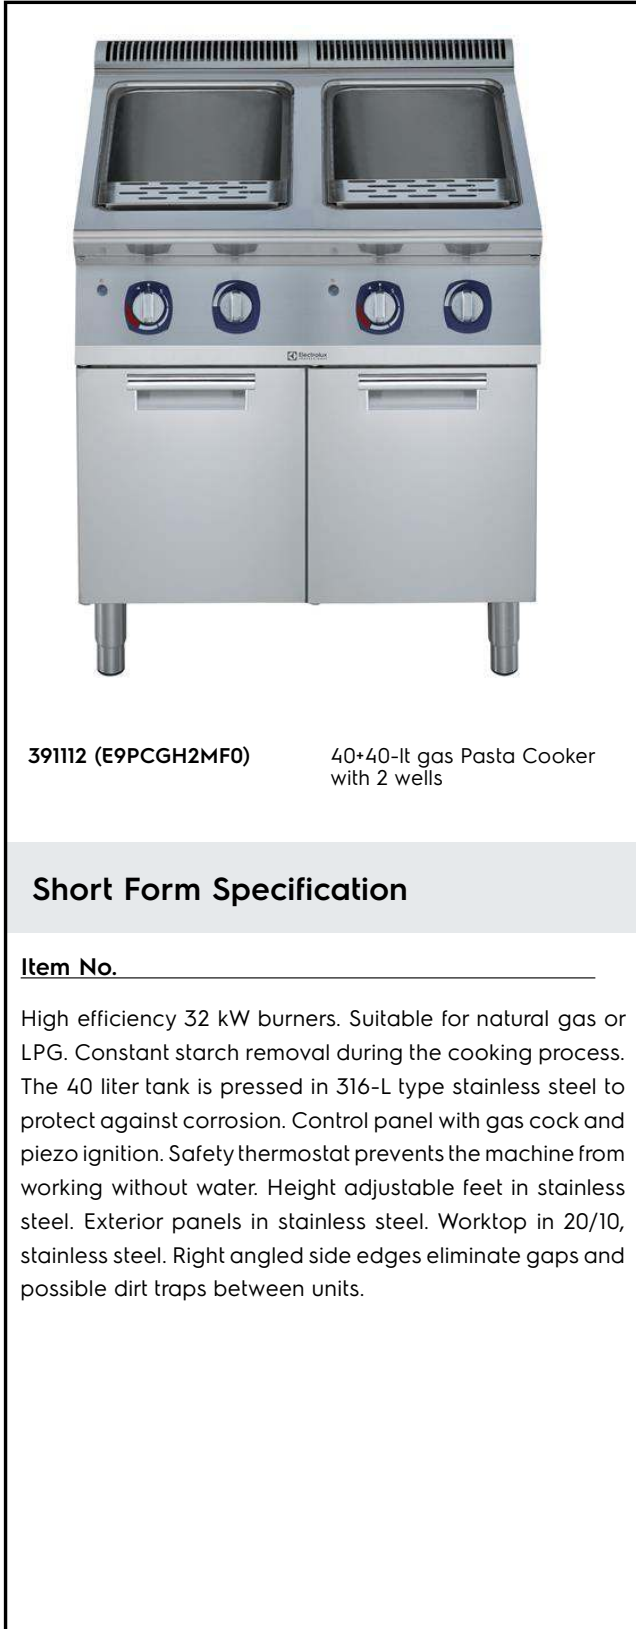 Electrolux
PROFESSIONAL
391112 (E9PCGH2MF0)
40+40-lt gas Pasta Cooker
with 2 wells
Short Form Specification
Item No.
High efficiency 32 kW burners. Suitable for natural gas or
LPG. Constant starch removal during the cooking process.
The 40 liter tank is pressed in 316-L type stainless steel to
protect against corrosion. Control panel with gas cock and
piezo ignition. Safety thermostat prevents the machine from
working without water. Height adjustable feet in stainless
steel. Exterior panels in stainless steel. Worktop in 20/10,
stainless steel. Right angled side edges eliminate gaps and
possible dirt traps between units.